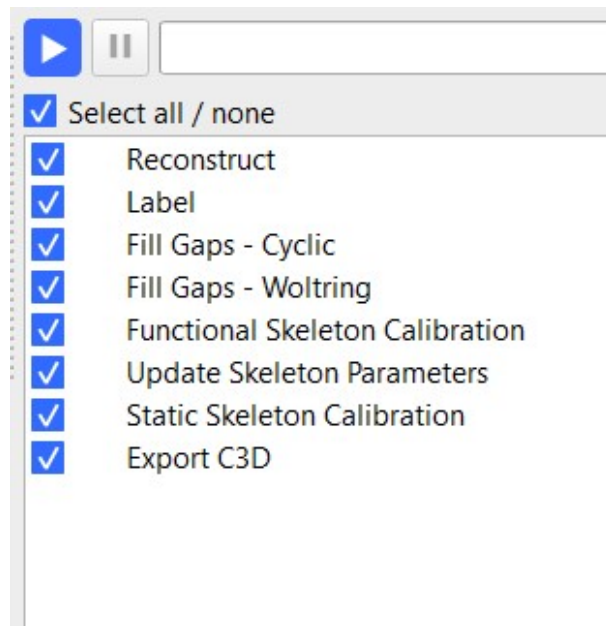 Select all / none
Reconstruct
Label
Fill Gaps - Cyclic
Fill Gaps - Woltring
Functional Skeleton Calibration
Update Skeleton Parameters
Static Skeleton Calibration
Export C3D